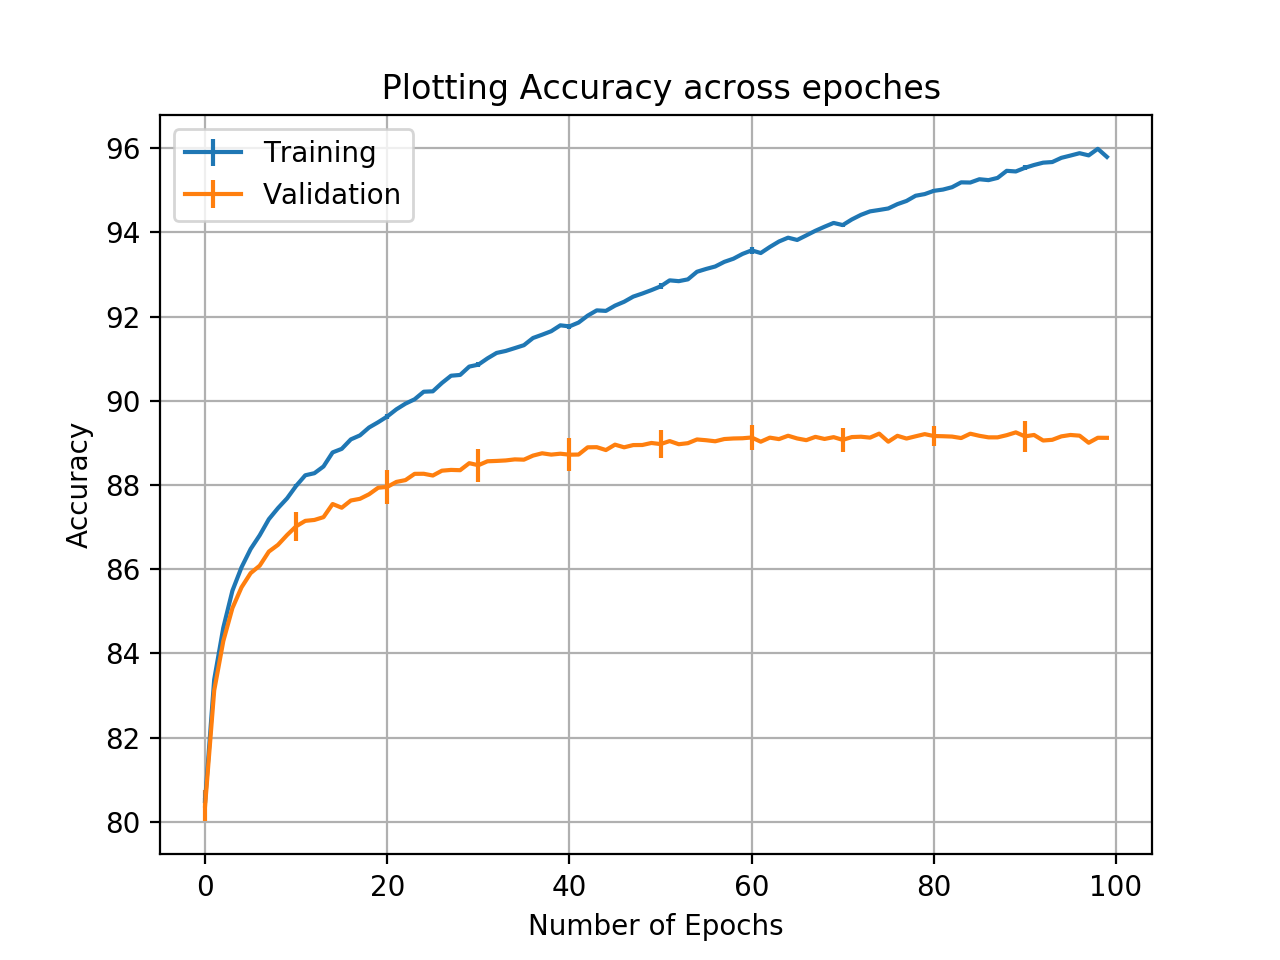 Plotting Accuracy across epoches
Training
Validation
96
94
92
90
88
86
84
82
80
Accuracy
0 20 40 60 80 100
Number of Epochs